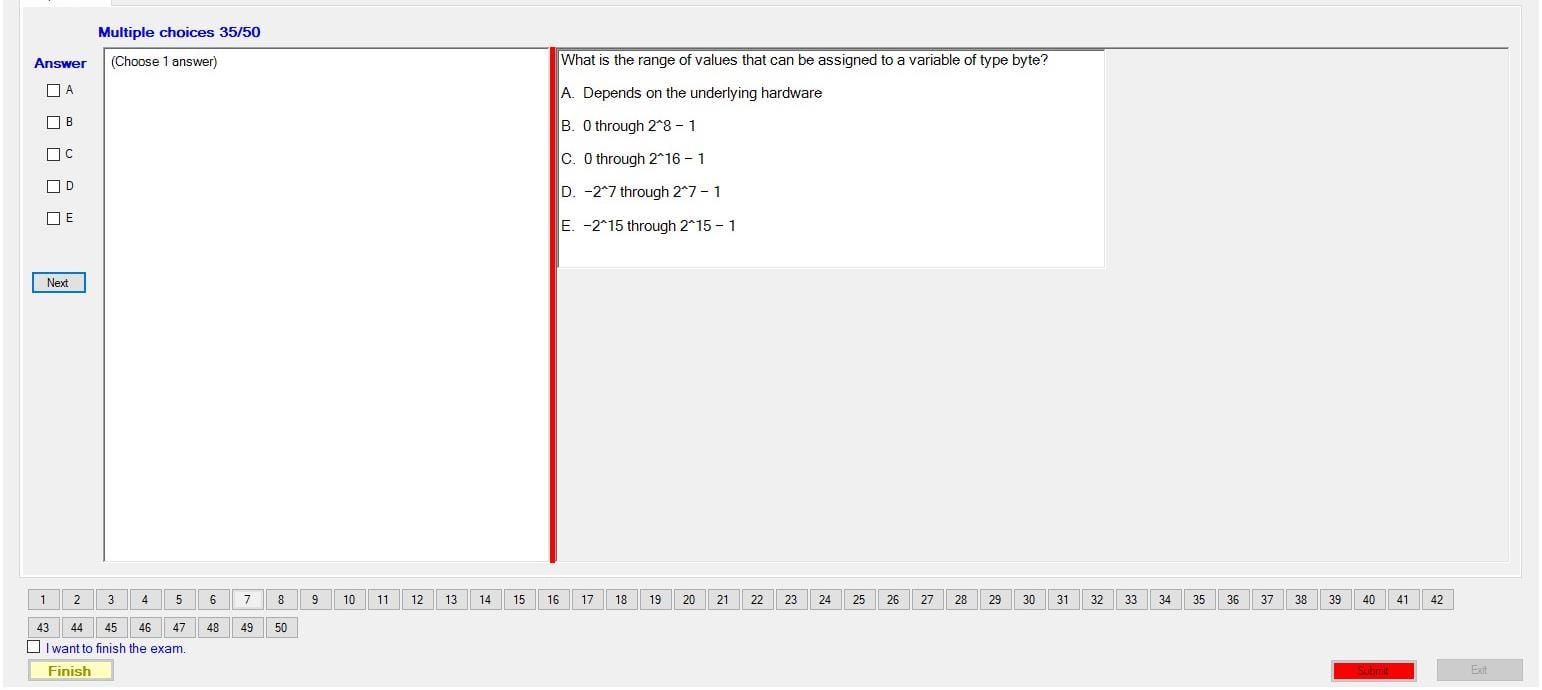 Multiple choices 35/50
Answer
(Choose 1 answer)
A
B
C
D
E
Next
What is the range of values that can be assigned to a variable of type byte?
A. Depends on the underlying hardware
B. 0 through 2^8 − 1
C. 0 through 2^16 − 1
D. −2^7 through 2^7 − 1
E. −2^15 through 2^15 − 1
1 2 3 4 5 6 7 8 9 10 11 12 13 14 15 16 17 18 19 20 21 22 23 24 25 26 27 28 29 30 31 32 33 34 35 36 37 38 39 40 41 42
43 44 45 46 47 48 49 50
I want to finish the exam.
Finish
Submit
Exit